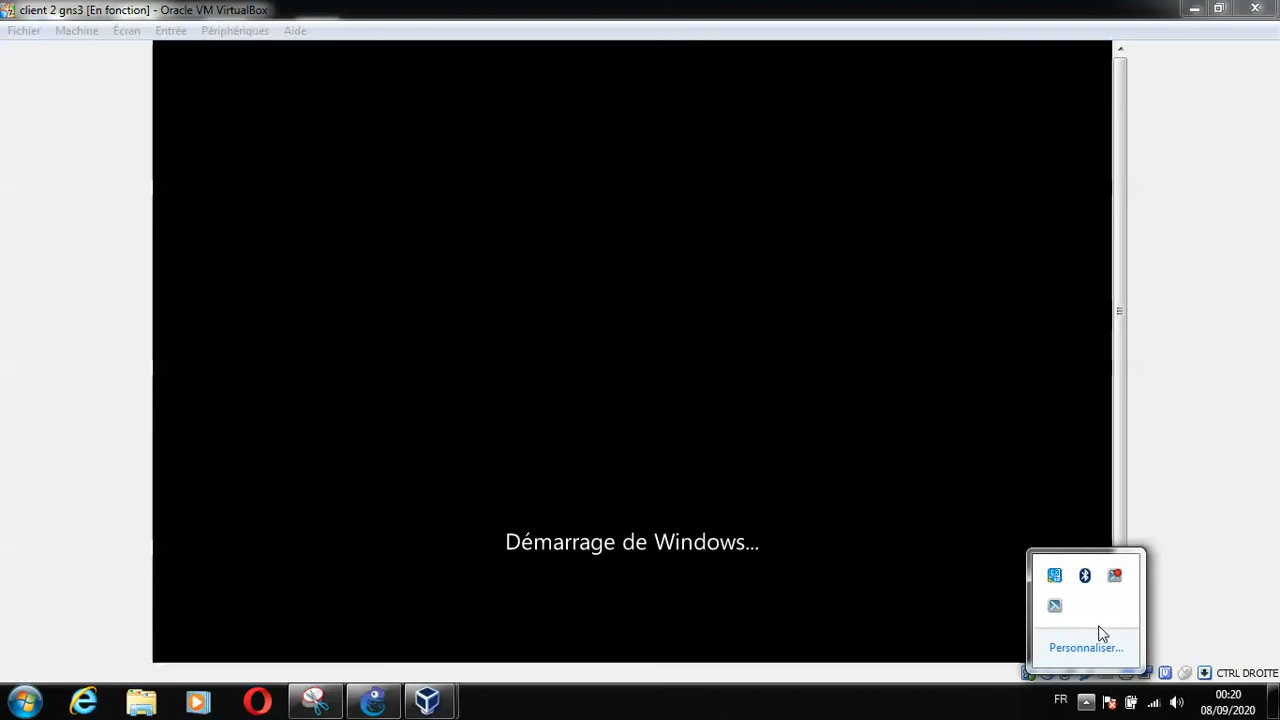 client 2 gns3 [En fonction] - Oracle VM VirtualBox
Fichier Machine Écran Entrée Périphériques Aide
Démarrage de Windows...
Personnaliser...
CTRL DROITE
FR
00:20
08/09/2020